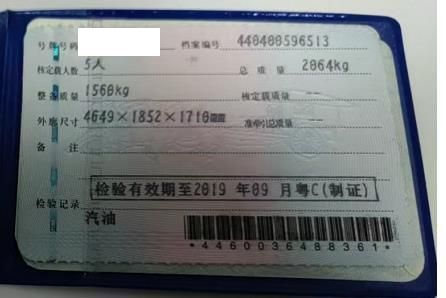 号牌号码 档案编号 440400596513
核定载人数 5人 总质量 2064kg
整备质量 1560kg 核定载质量 --
外廓尺寸 4649×1852×1710mm 准牵引总质量 --
备注
检验有效期至2019 年09 月粤C(制证)
检验记录
汽油
*4460036488361*